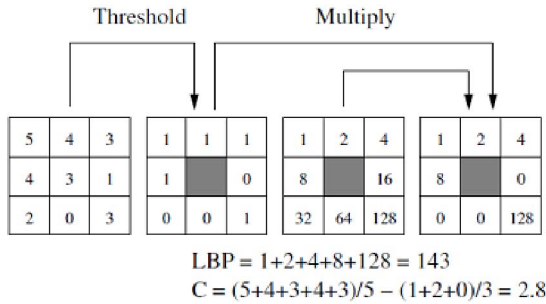 Threshold Multiply
5 4 3 1 1 1 1 2 4 1 2 4
4 3 1 1 0 8 16 8 0
2 0 3 0 0 1 32 64 128 0 0 128
LBP = 1+2+4+8+128 = 143
C = (5+4+3+4+3)/5 − (1+2+0)/3 = 2.8